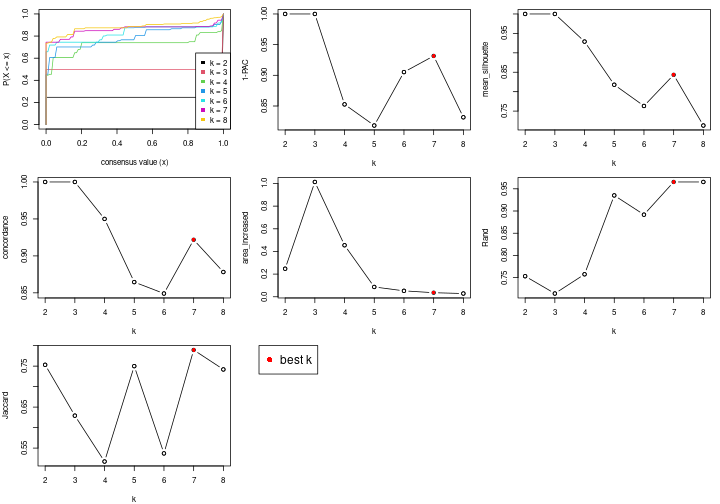 P(X <= x)
0.0 0.2 0.4 0.6 0.8 1.0
k = 2
k = 3
k = 4
k = 5
k = 6
k = 7
k = 8
0.0 0.2 0.4 0.6 0.8 1.0
consensus value (x)
1-PAC
0.85 0.90 0.95 1.00
2 3 4 5 6 7 8
k
mean_silhouette
0.75 0.85 0.95
2 3 4 5 6 7 8
k
concordance
0.85 0.90 0.95 1.00
2 3 4 5 6 7 8
k
area_increased
0.0 0.2 0.4 0.6 0.8 1.0
2 3 4 5 6 7 8
k
Rand
0.75 0.80 0.85 0.90 0.95
2 3 4 5 6 7 8
k
Jaccard
0.55 0.65 0.75
2 3 4 5 6 7 8
k
best k